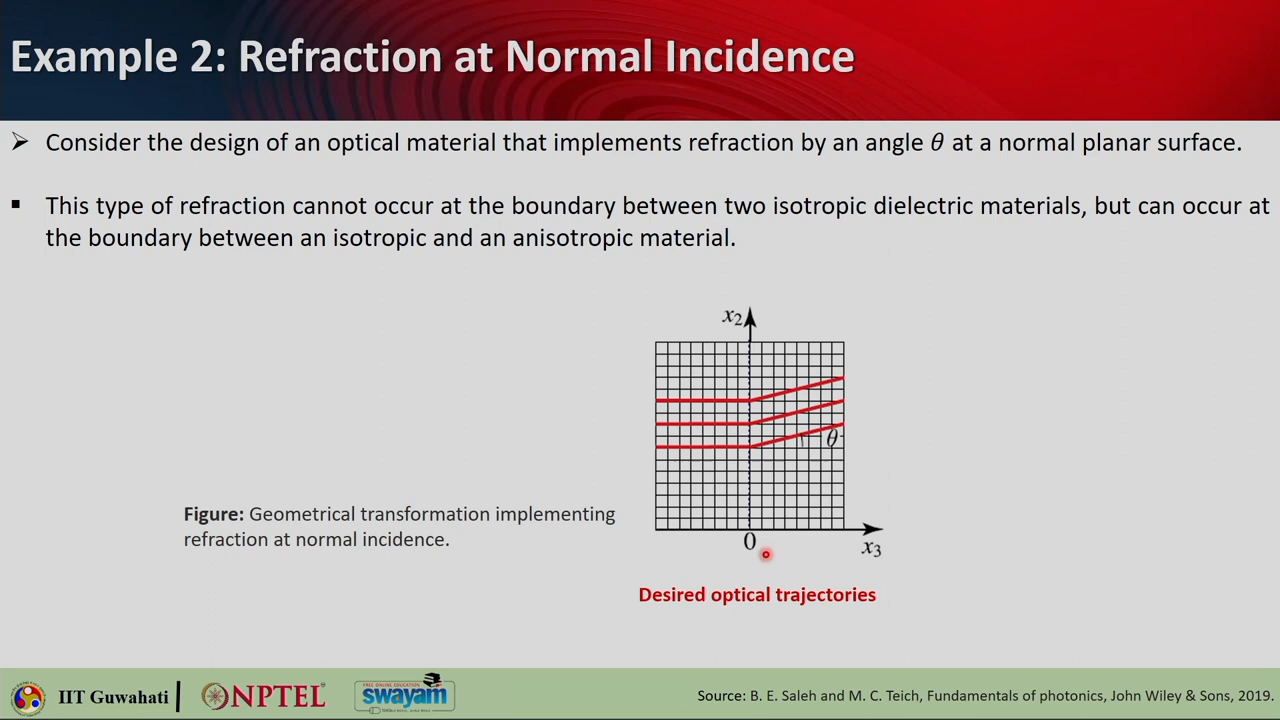 Example 2: Refraction at Normal Incidence
➢ Consider the design of an optical material that implements refraction by an angle θ at a normal planar surface.
▪ This type of refraction cannot occur at the boundary between two isotropic dielectric materials, but can occur at
the boundary between an isotropic and an anisotropic material.
x₂
θ
Figure: Geometrical transformation implementing
refraction at normal incidence.
0
x₃
Desired optical trajectories
IIT Guwahati
NPTEL
FREE ONLINE EDUCATION
swayam
Source: B. E. Saleh and M. C. Teich, Fundamentals of photonics, John Wiley & Sons, 2019.